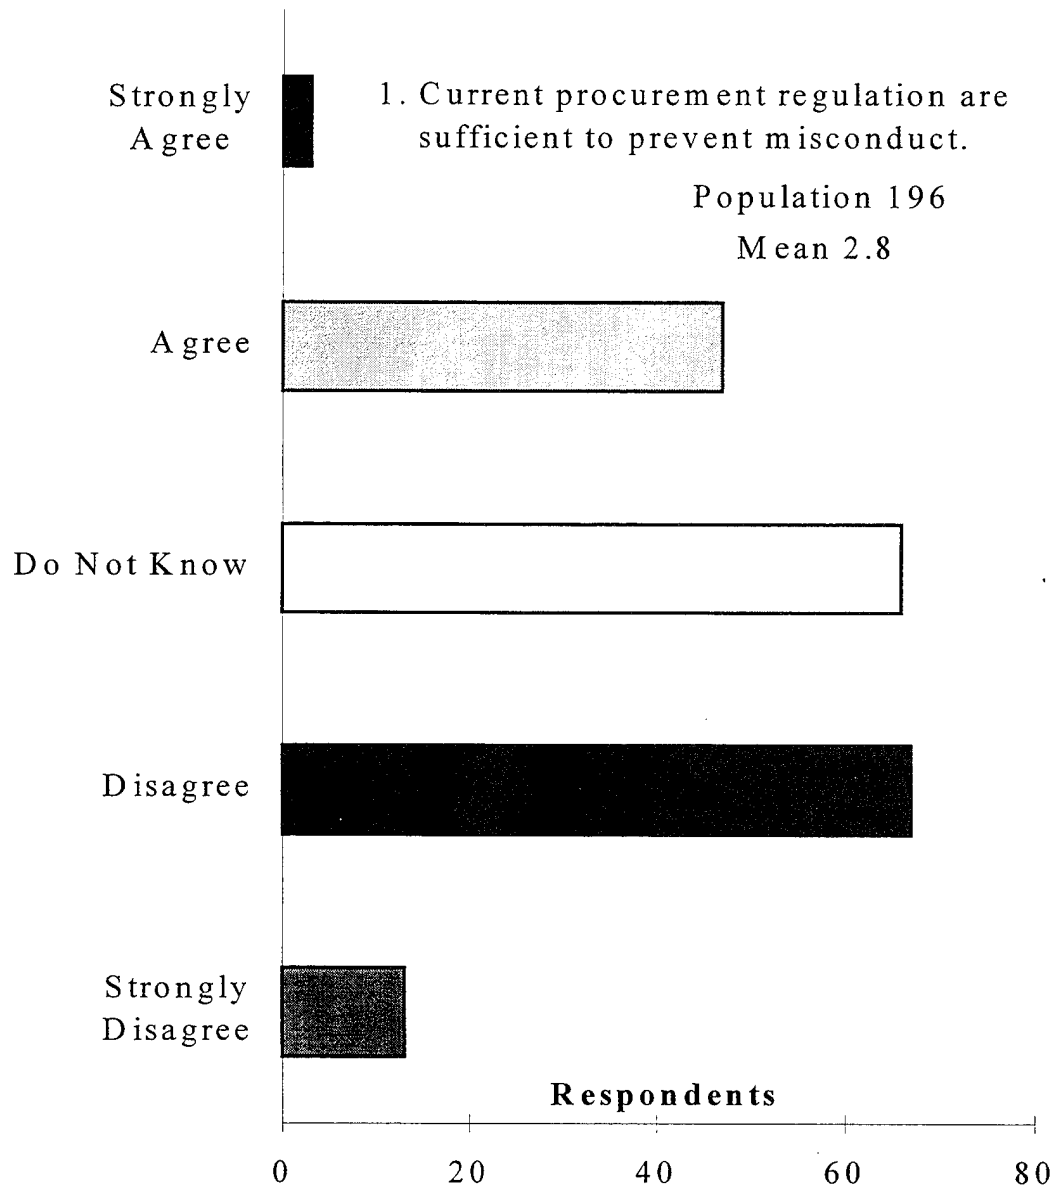 Strongly
Agree
1. Current procurement regulation are
sufficient to prevent misconduct.
Population 196
Mean 2.8
Agree
Do Not Know
Disagree
Strongly
Disagree
Respondents
0 20 40 60 80